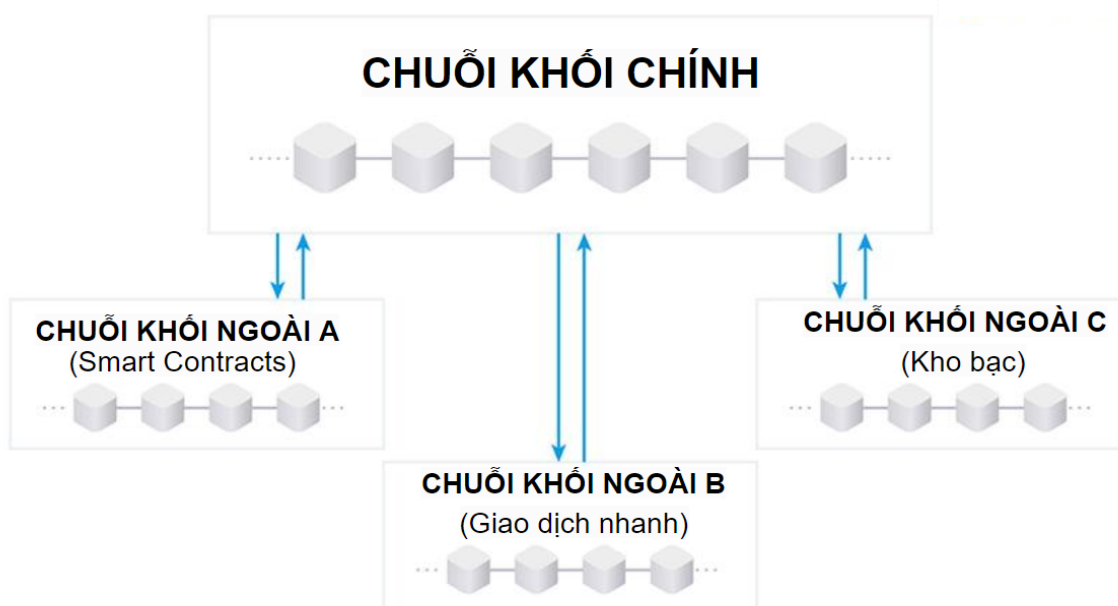 CHUỖI KHỐI CHÍNH
CHUỖI KHỐI NGOÀI A
(Smart Contracts)
CHUỖI KHỐI NGOÀI C
(Kho bạc)
CHUỖI KHỐI NGOÀI B
(Giao dịch nhanh)